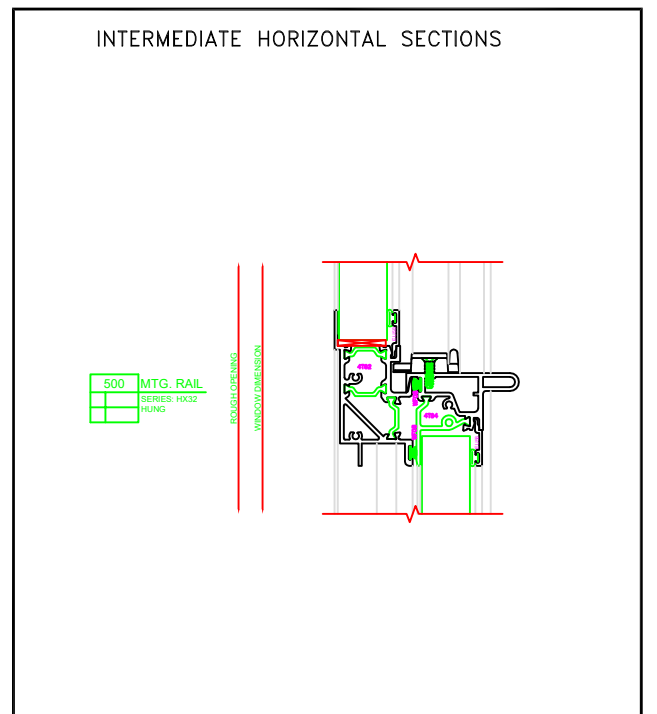 INTERMEDIATE HORIZONTAL SECTIONS
500 MTG. RAIL
SERIES: HX32
HUNG
ROUGH OPENING
WINDOW DIMENSION